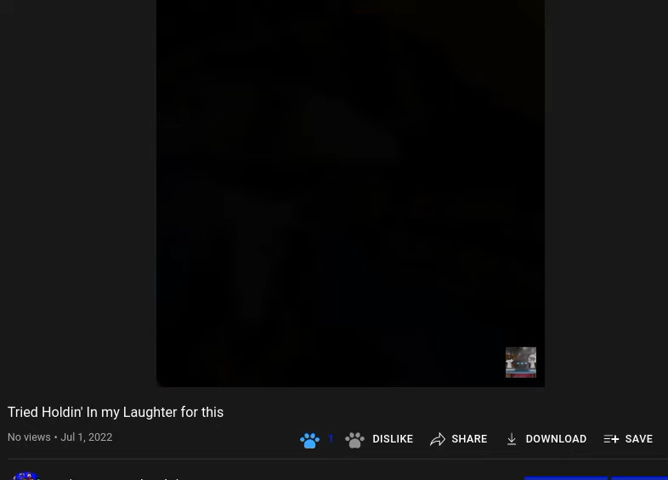 Tried Holdin' In my Laughter for this
No views • Jul 1, 2022
1 DISLIKE SHARE DOWNLOAD SAVE